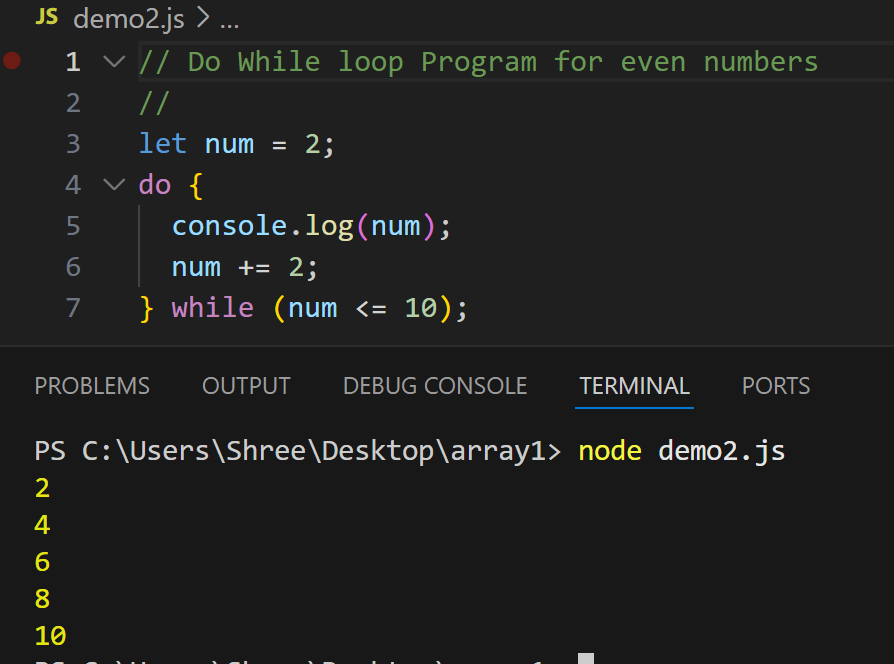 JS demo2.js > ...
1 // Do While loop Program for even numbers
2 //
3 let num = 2;
4 do {
5 console.log(num);
6 num += 2;
7 } while (num <= 10);
PROBLEMS OUTPUT DEBUG CONSOLE TERMINAL PORTS
PS C:\Users\Shree\Desktop\array1> node demo2.js
2
4
6
8
10